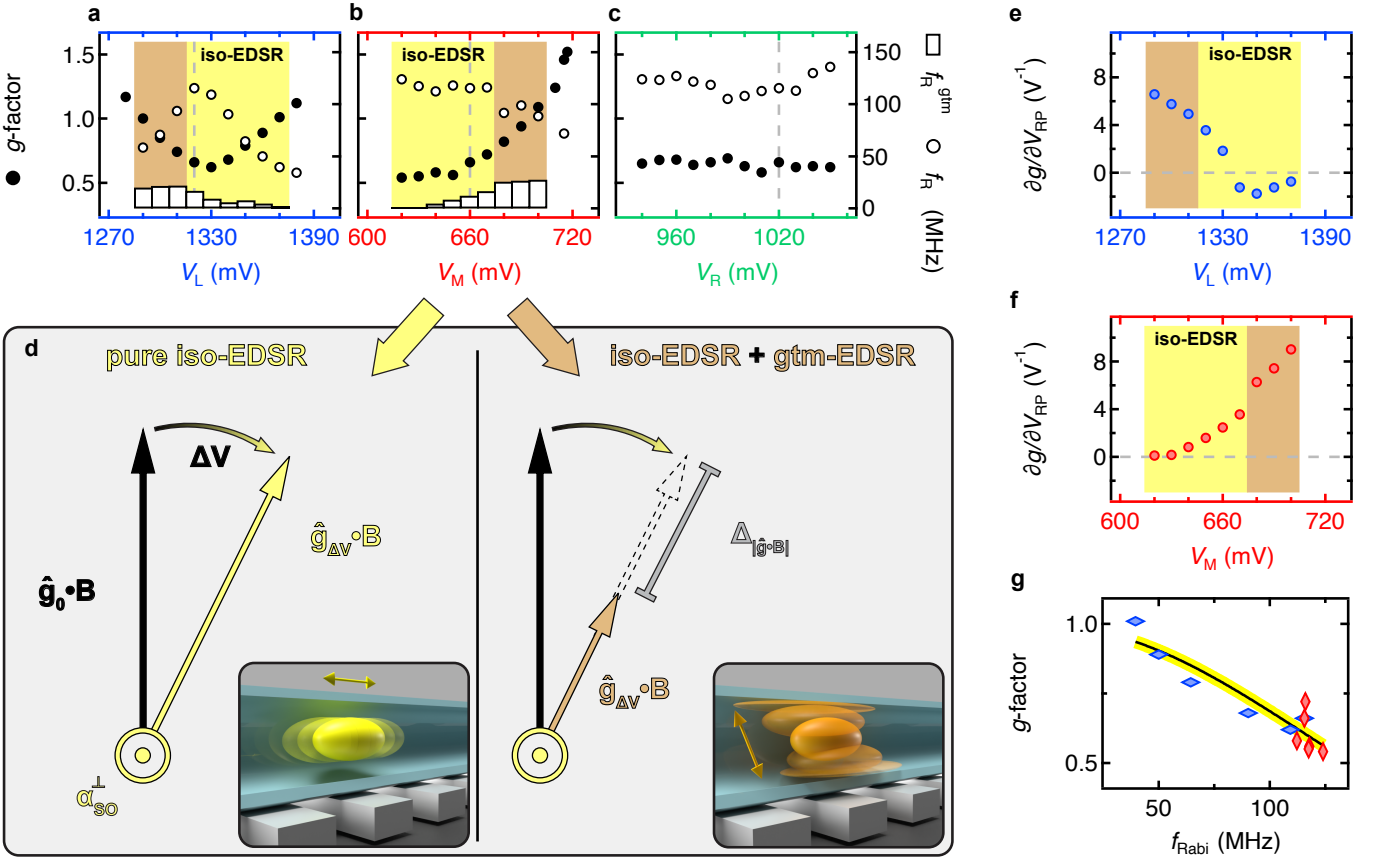 a
b
c
g-factor
1.5
1.0
0.5
iso-EDSR
iso-EDSR
150
100
50
0
f_R^gtm
f_R
(MHz)
1270
1330
1390
V_L (mV)
600
660
720
V_M (mV)
960
1020
V_R (mV)
d
pure iso-EDSR
iso-EDSR + gtm-EDSR
ΔV
ĝ_ΔV•B
ĝ_0•B
α_SO^⊥
Δ_|ĝ•B|
ĝ_ΔV•B
e
iso-EDSR
∂g/∂V_RP (V⁻¹)
8
4
0
1270
1330
1390
V_L (mV)
f
iso-EDSR
∂g/∂V_RP (V⁻¹)
8
4
0
600
660
720
V_M (mV)
g
g-factor
1.0
0.5
50
100
f_Rabi (MHz)